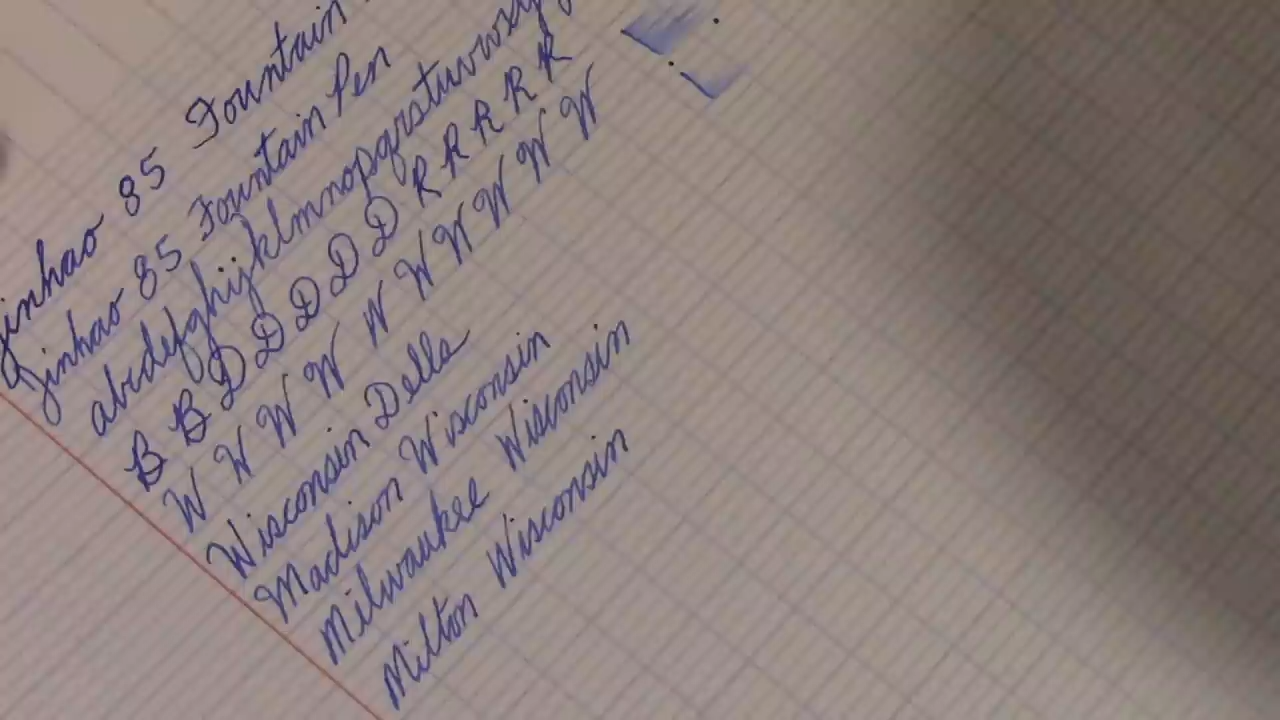 Jinhao 85 Fountain
Jinhao 85 Fountain Pen
abcdefghijklmnopqrstuvwxy
B B D D D D D R R R R R
W W W W W W W W W W
Wisconsin Dells
Madison Wisconsin
Milwaukee Wisconsin
Milton Wisconsin